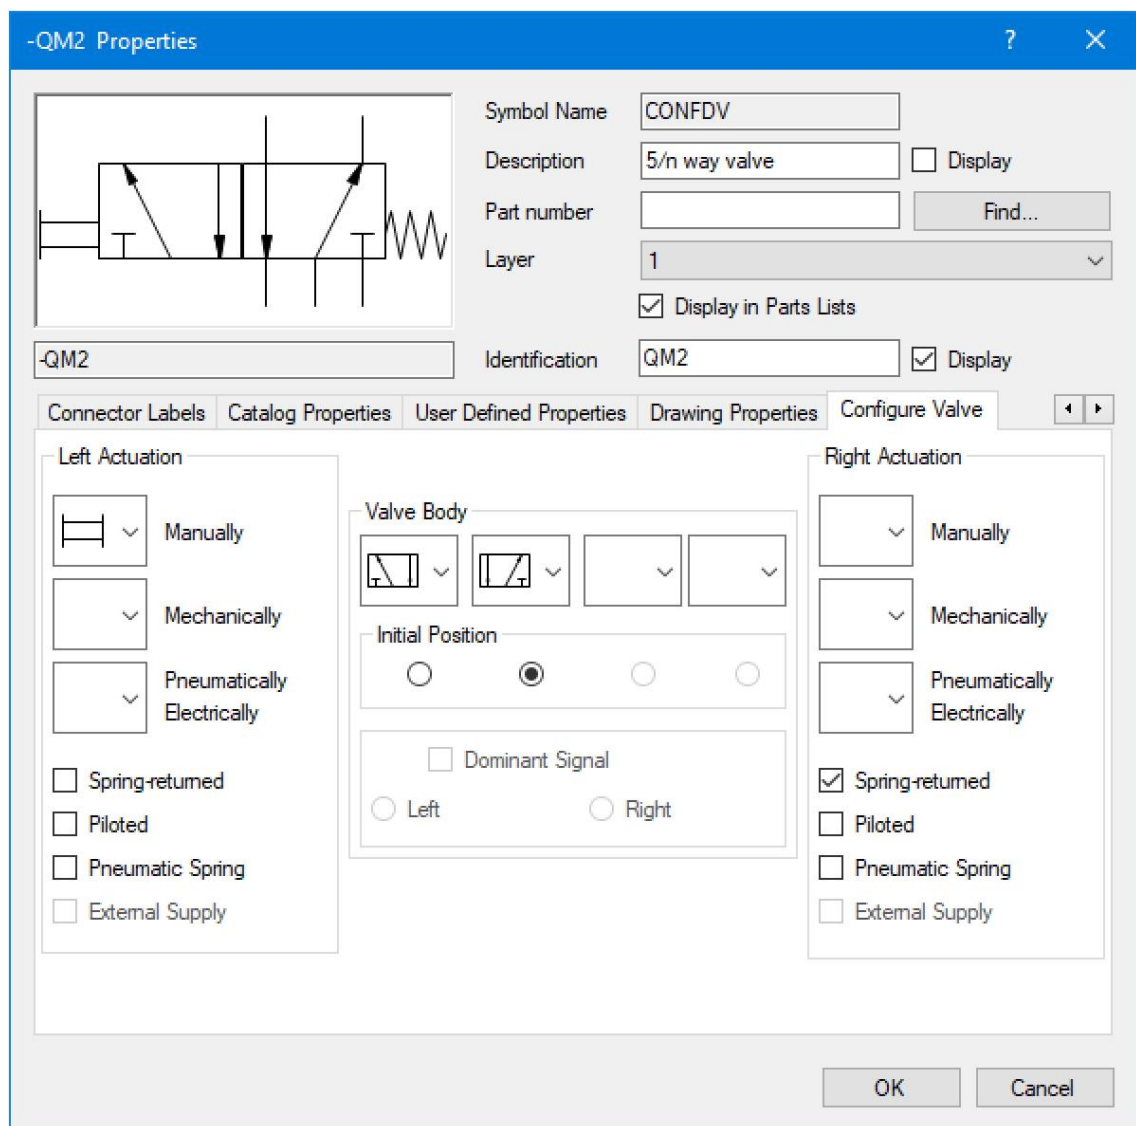 -QM2 Properties ?
Symbol Name CONFDV
Description 5/n way valve Display
Part number Find...
Layer 1
Display in Parts Lists
-QM2 Identification QM2 Display
Connector Labels Catalog Properties User Defined Properties Drawing Properties Configure Valve
Left Actuation
Manually
Mechanically
Pneumatically
Electrically
Spring-returned
Piloted
Pneumatic Spring
External Supply
Valve Body
Initial Position
Dominant Signal
Left Right
Right Actuation
Manually
Mechanically
Pneumatically
Electrically
Spring-returned
Piloted
Pneumatic Spring
External Supply
OK Cancel